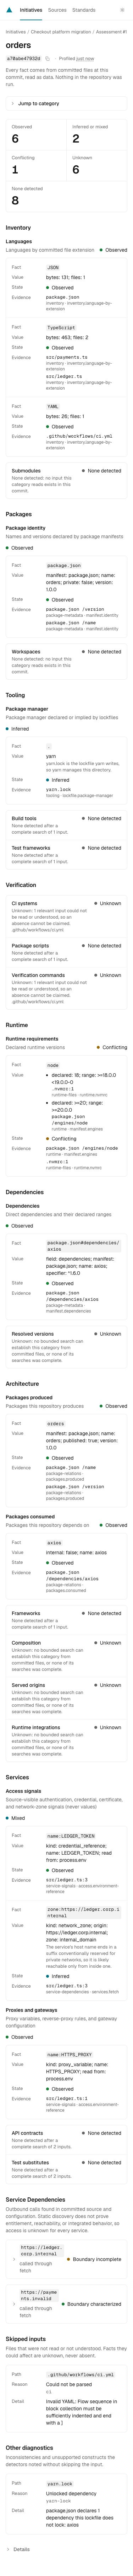 Initiatives Sources Standards
Initiatives / Checkout platform migration / Assessment #1
orders
a78abe47932d · Profiled just now
Every fact comes from committed files at this commit, read as data. Nothing in the repository was run.
Jump to category
Observed
6
Inferred or mixed
2
Conflicting
1
Unknown
6
None detected
8
Inventory
Languages
Languages by committed file extension Observed
Fact JSON
Value bytes: 131; files: 1
State Observed
Evidence package.json
inventory · inventory/language-by-extension
Fact TypeScript
Value bytes: 463; files: 2
State Observed
Evidence src/payments.ts
inventory · inventory/language-by-extension
src/ledger.ts
inventory · inventory/language-by-extension
Fact YAML
Value bytes: 28; files: 1
State Observed
Evidence .github/workflows/ci.yml
inventory · inventory/language-by-extension
Submodules None detected
None detected; no input this category reads exists in this commit.
Packages
Package identity
Names and versions declared by package manifests
Observed
Fact package.json
Value manifest: package.json; name: orders; private: false; version: 1.0.0
State Observed
Evidence package.json /version
package-metadata · manifest.identity
package.json /name
package-metadata · manifest.identity
Workspaces None detected
None detected; no input this category reads exists in this commit.
Tooling
Package manager
Package manager declared or implied by lockfiles
Inferred
Fact .
Value yarn
yarn.lock is the lockfile yarn writes, so yarn manages this directory.
State Inferred
Evidence yarn.lock
tooling · lockfile.package-manager
Build tools None detected
None detected after a complete search of 1 input.
Test frameworks None detected
None detected after a complete search of 1 input.
Verification
CI systems Unknown
Unknown; 1 relevant input could not be read or understood, so an absence cannot be claimed: .github/workflows/ci.yml
Package scripts None detected
None detected after a complete search of 1 input.
Verification commands Unknown
Unknown; 1 relevant input could not be read or understood, so an absence cannot be claimed: .github/workflows/ci.yml
Runtime
Runtime requirements
Declared runtime versions Conflicting
Fact node
Value declared: 18; range: >=18.0.0 <19.0.0-0
.nvmrc:1
runtime-files · runtime.nvmrc
declared: >=20; range: >=20.0.0
package.json /engines/node
runtime · manifest.engines
State Conflicting
Evidence package.json /engines/node
runtime · manifest.engines
.nvmrc:1
runtime-files · runtime.nvmrc
Dependencies
Dependencies
Direct dependencies and their declared ranges
Observed
Fact package.json#dependencies/axios
Value field: dependencies; manifest: package.json; name: axios; specifier: ^1.6.0
State Observed
Evidence package.json /dependencies/axios
package-metadata · manifest.dependencies
Resolved versions Unknown
Unknown: no bounded search can establish this category from committed files, or none of its searches was complete.
Architecture
Packages produced
Packages this repository produces Observed
Fact orders
Value manifest: package.json; name: orders; published: true; version: 1.0.0
State Observed
Evidence package.json /name
package-relations · packages.produced
package.json /version
package-relations · packages.produced
Packages consumed
Packages this repository depends on Observed
Fact axios
Value internal: false; name: axios
State Observed
Evidence package.json /dependencies/axios
package-relations · packages.consumed
Frameworks None detected
None detected after a complete search of 1 input.
Composition Unknown
Unknown: no bounded search can establish this category from committed files, or none of its searches was complete.
Served origins Unknown
Unknown: no bounded search can establish this category from committed files, or none of its searches was complete.
Runtime integrations Unknown
Unknown: no bounded search can establish this category from committed files, or none of its searches was complete.
Services
Access signals
Source-visible authentication, credential, certificate, and network-zone signals (never values)
Mixed
Fact name:LEDGER_TOKEN
Value kind: credential_reference; name: LEDGER_TOKEN; read from: process.env
State Observed
Evidence src/ledger.ts:3
service-signals · access.environment-reference
Fact zone:https://ledger.corp.internal
Value kind: network_zone; origin: https://ledger.corp.internal; zone: internal_domain
The service's host name ends in a suffix conventionally reserved for private networks, so it is likely reachable only from inside one.
State Inferred
Evidence src/ledger.ts:3
service-dependencies · services.fetch
Proxies and gateways
Proxy variables, reverse-proxy rules, and gateway configuration
Observed
Fact name:HTTPS_PROXY
Value kind: proxy_variable; name: HTTPS_PROXY; read from: process.env
State Observed
Evidence src/ledger.ts:1
service-signals · access.environment-reference
API contracts None detected
None detected after a complete search of 2 inputs.
Test substitutes None detected
None detected after a complete search of 2 inputs.
Service Dependencies
Outbound calls found in committed source and configuration. Static discovery does not prove entitlement, reachability, or integrated behavior, so access is unknown for every service.
https://ledger.corp.internal Boundary incomplete
called through fetch
https://payments.invalid Boundary characterized
called through fetch
Skipped inputs
Files that were not read or not understood. Facts they could affect are unknown, never absent.
Path .github/workflows/ci.yml
Reason Could not be parsed
ci
Detail Invalid YAML: Flow sequence in block collection must be sufficiently indented and end with a ]
Other diagnostics
Inconsistencies and unsupported constructs the detectors noted without skipping the input.
Path yarn.lock
Reason Unlocked dependency
yarn-lock
Detail package.json declares 1 dependency this lockfile does not lock: axios
Details